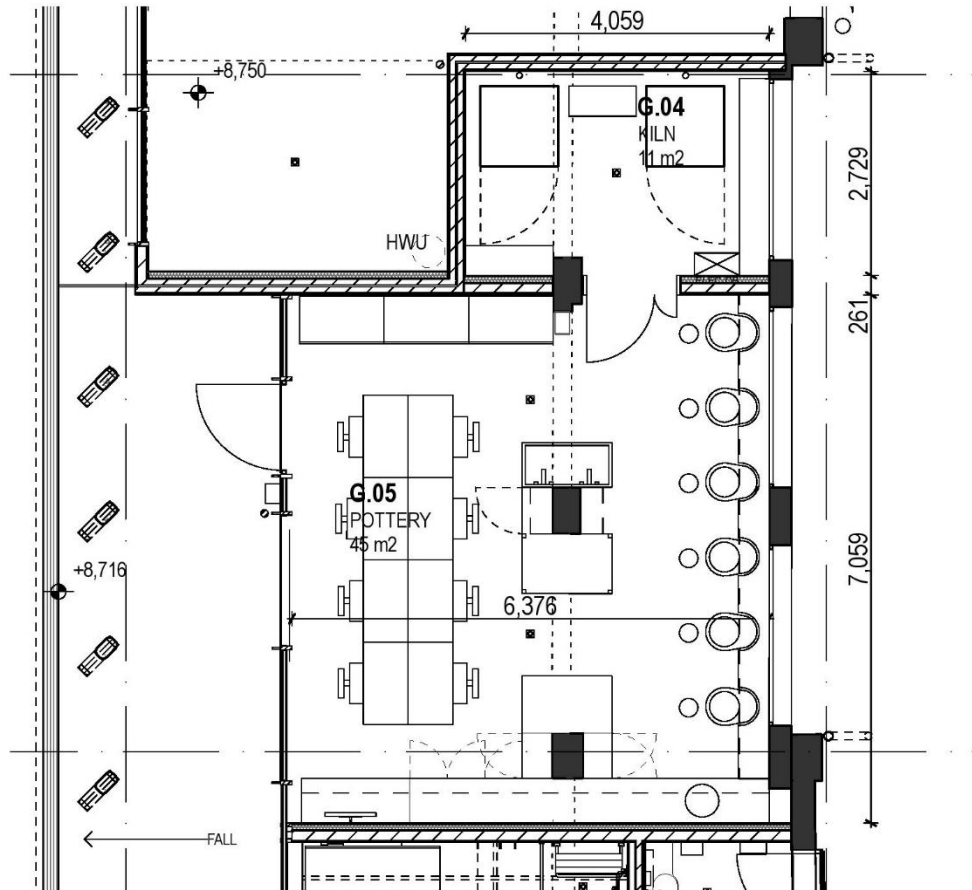 4,059
+8,750
G.04
KILN
11 m2
2,729
HWU
261
G.05
POTTERY
45 m2
+8,716
7,059
6,376
FALL